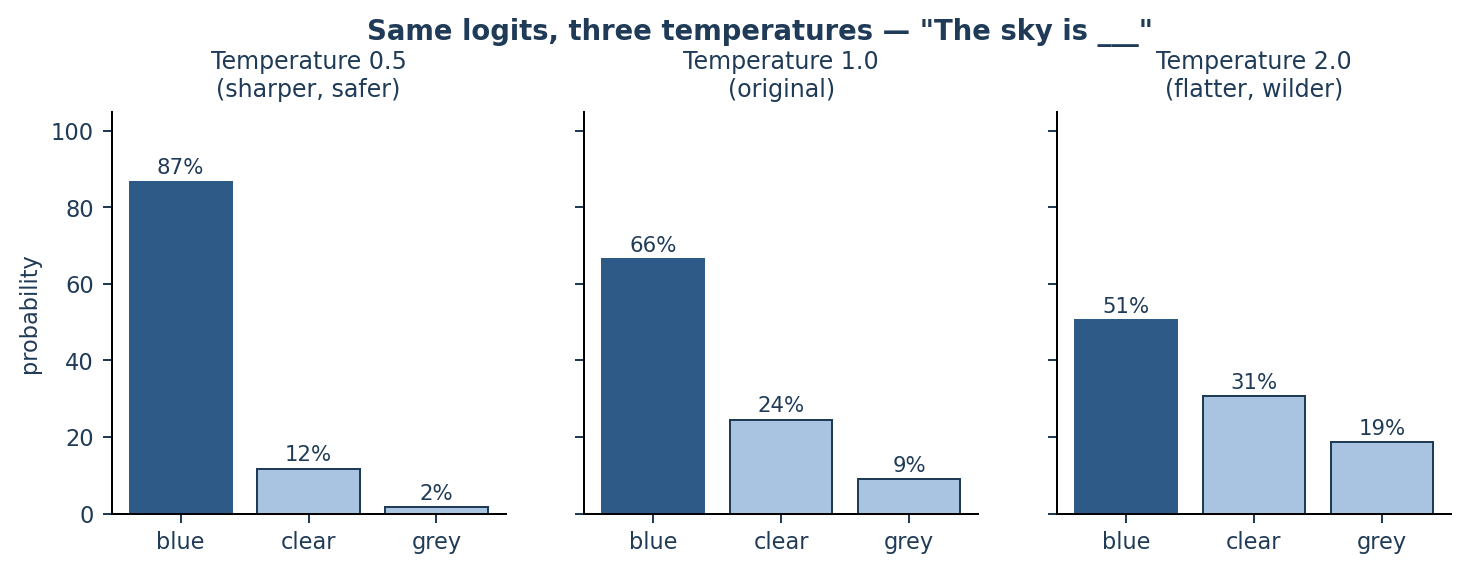 Same logits, three temperatures — "The sky is ___"
Temperature 0.5
(sharper, safer)
probability
100
80
60
40
20
0
87%
12%
2%
blue
clear
grey
Temperature 1.0
(original)
66%
24%
9%
blue
clear
grey
Temperature 2.0
(flatter, wilder)
51%
31%
19%
blue
clear
grey